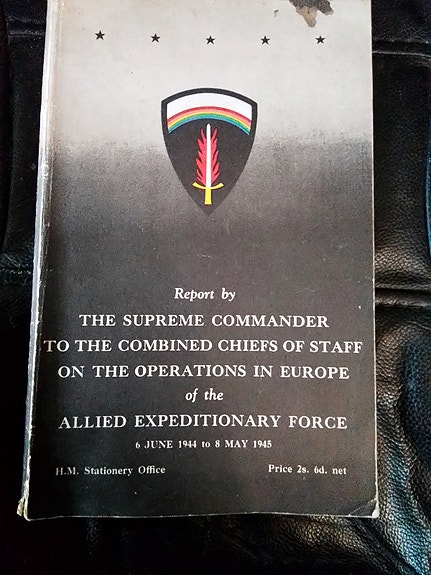 Report by
THE SUPREME COMMANDER
TO THE COMBINED CHIEFS OF STAFF
ON THE OPERATIONS IN EUROPE
of the
ALLIED EXPEDITIONARY FORCE
6 JUNE 1944 to 8 MAY 1945
H.M. Stationery Office Price 2s. 6d. net